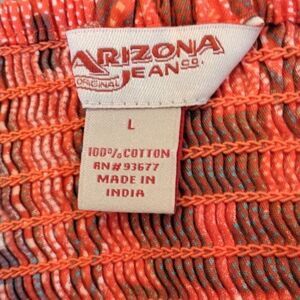 ARIZONA
ORIGINAL JEAN CO.
L
100% COTTON
RN# 93677
MADE IN
INDIA